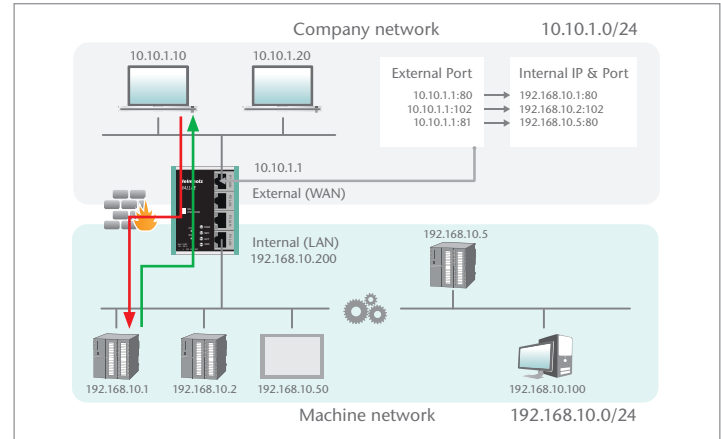 Company network 10.10.1.0/24
10.10.1.10
10.10.1.20
External Port
10.10.1.1:80
10.10.1.1:102
10.10.1.1:81
Internal IP & Port
192.168.10.1:80
192.168.10.2:102
192.168.10.5:80
10.10.1.1
External (WAN)
Internal (LAN)
192.168.10.200
192.168.10.5
192.168.10.1
192.168.10.2
192.168.10.50
192.168.10.100
Machine network 192.168.10.0/24